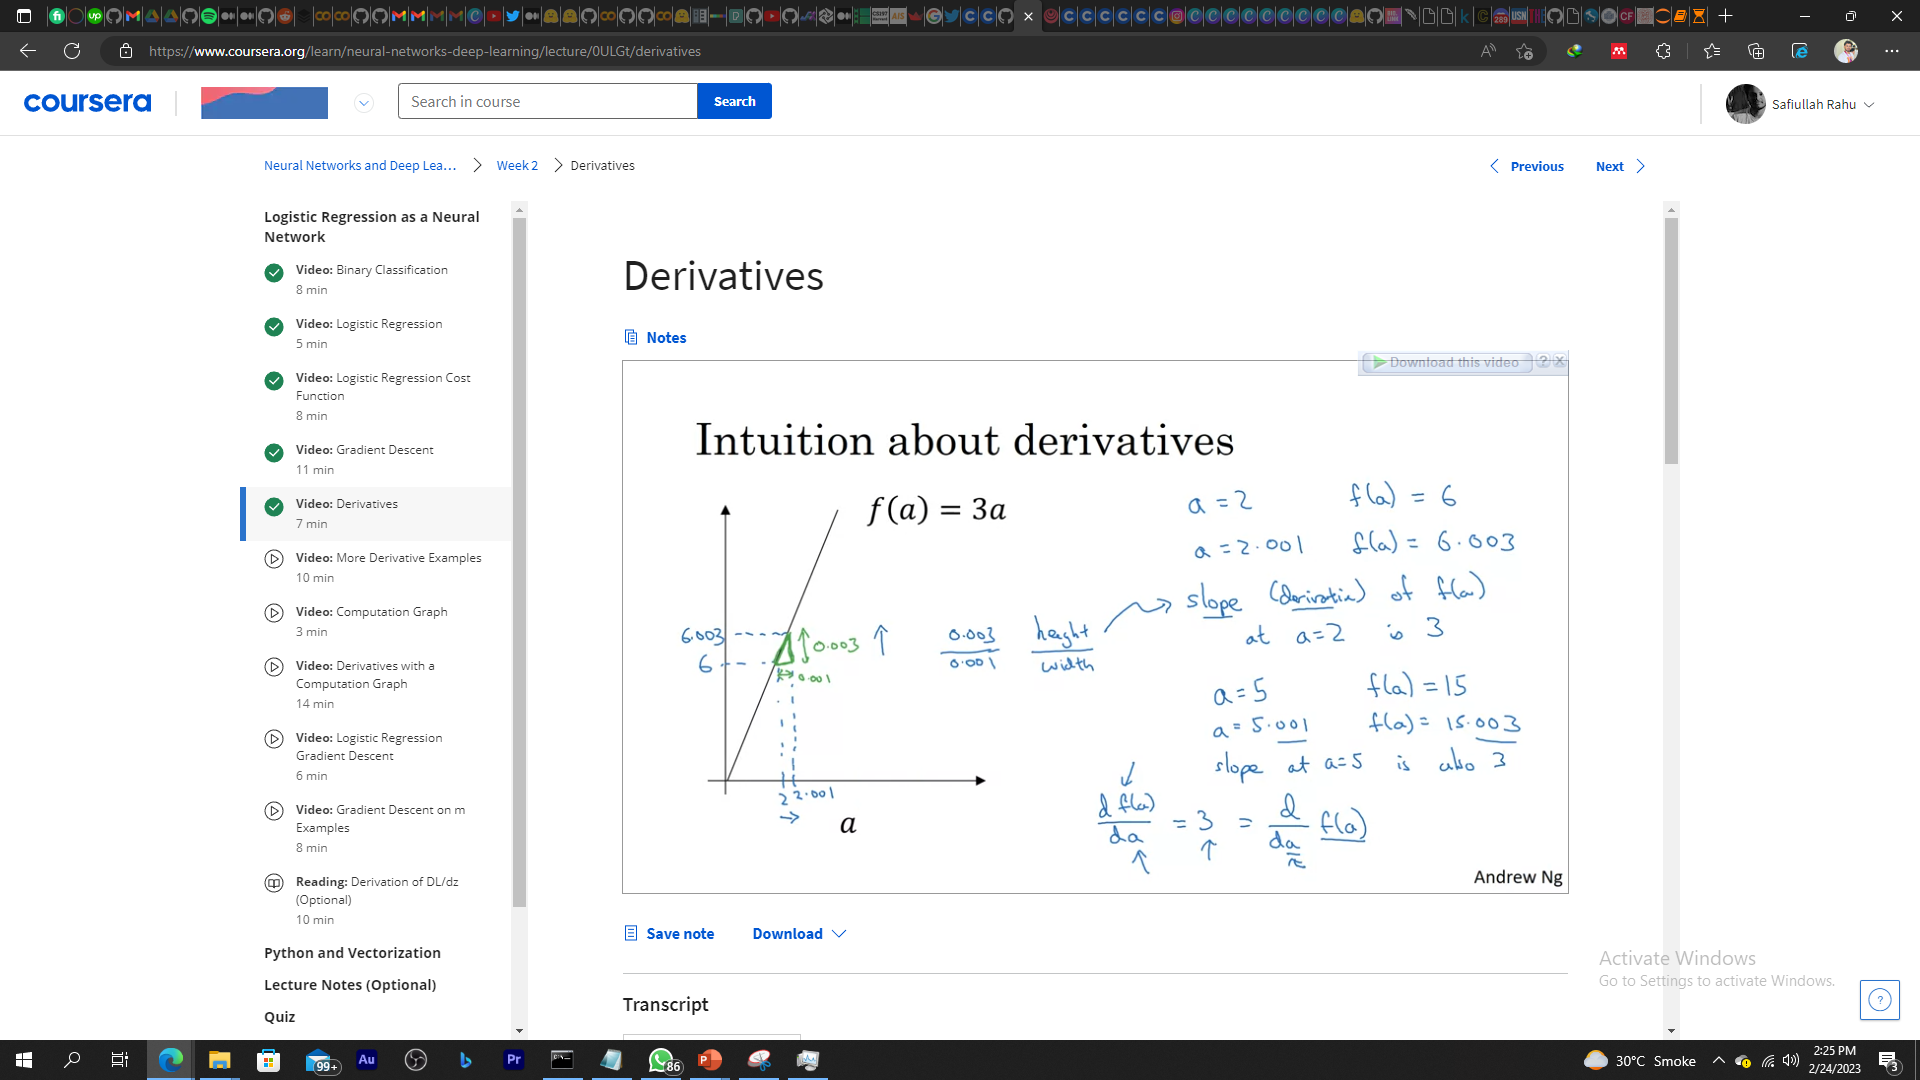 https://www.coursera.org/learn/neural-networks-deep-learning/lecture/0ULGt/derivatives
coursera
Search in course
Search
Safiullah Rahu
Neural Networks and Deep Lea... > Week 2 > Derivatives
Previous
Next
Logistic Regression as a Neural
Network
Video: Binary Classification
8 min
Video: Logistic Regression
5 min
Video: Logistic Regression Cost
Function
8 min
Video: Gradient Descent
11 min
Video: Derivatives
7 min
Video: More Derivative Examples
10 min
Video: Computation Graph
3 min
Video: Derivatives with a
Computation Graph
14 min
Video: Logistic Regression
Gradient Descent
6 min
Video: Gradient Descent on m
Examples
8 min
Reading: Derivation of DL/dz
(Optional)
10 min
Python and Vectorization
Lecture Notes (Optional)
Quiz
Derivatives
Notes
Download this video ? X
Intuition about derivatives
f(a) = 3a
6.003
6
0.003
0.001
2 2.001
a
0.003 height
0.001 width
a = 2 f(a) = 6
a = 2.001 f(a) = 6.003
slope (derivative) of f(a)
at a=2 is 3
a = 5 f(a) = 15
a = 5.001 f(a) = 15.003
slope at a=5 is also 3
d f(a)
da
= 3 =
d
da
f(a)
Andrew Ng
Save note
Download
Transcript
Activate Windows
Go to Settings to activate Windows.
?
99+
Au
Pr
86
30°C Smoke
2:25 PM
2/24/2023
3